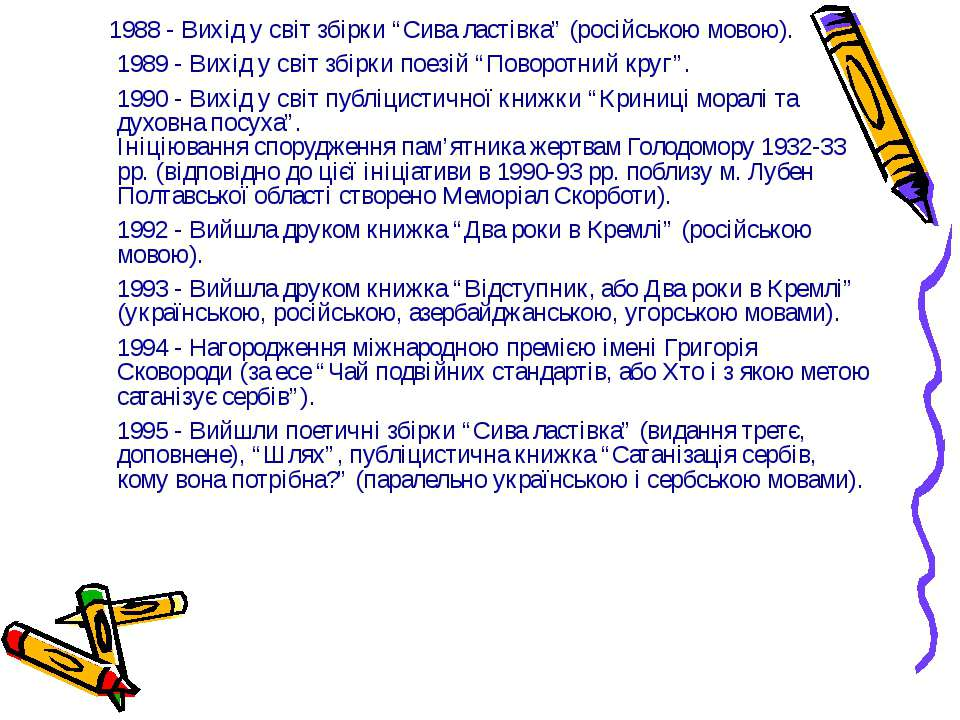 1988 - Вихід у світ збірки “Сива ластівка” (російською мовою).
1989 - Вихід у світ збірки поезій “Поворотний круг”.
1990 - Вихід у світ публіцистичної книжки “Криниці моралі та
духовна посуха”.
Ініціювання спорудження пам’ятника жертвам Голодомору 1932-33
рр. (відповідно до цієї ініціативи в 1990-93 рр. поблизу м. Лубен
Полтавської області створено Меморіал Скорботи).
1992 - Вийшла друком книжка “Два роки в Кремлі” (російською
мовою).
1993 - Вийшла друком книжка “Відступник, або Два роки в Кремлі”
(українською, російською, азербайджанською, угорською мовами).
1994 - Нагородження міжнародною премією імені Григорія
Сковороди (за есе “Чай подвійних стандартів, або Хто і з якою метою
сатанізує сербів”).
1995 - Вийшли поетичні збірки “Сива ластівка” (видання третє,
доповнене), “Шлях”, публіцистична книжка “Сатанізація сербів,
кому вона потрібна?” (паралельно українською і сербською мовами).